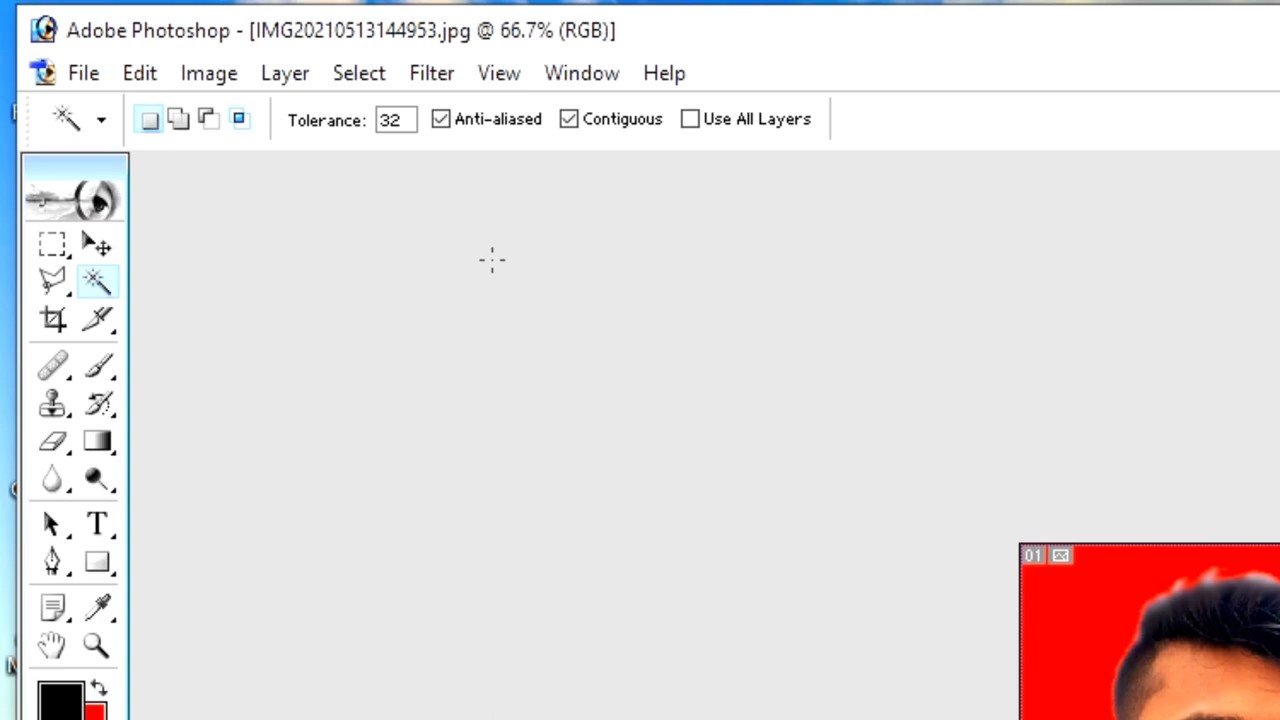 Adobe Photoshop - [IMG20210513144953.jpg @ 66.7% (RGB)]
File Edit Image Layer Select Filter View Window Help
Tolerance: 32 Anti-aliased Contiguous Use All Layers
T
01